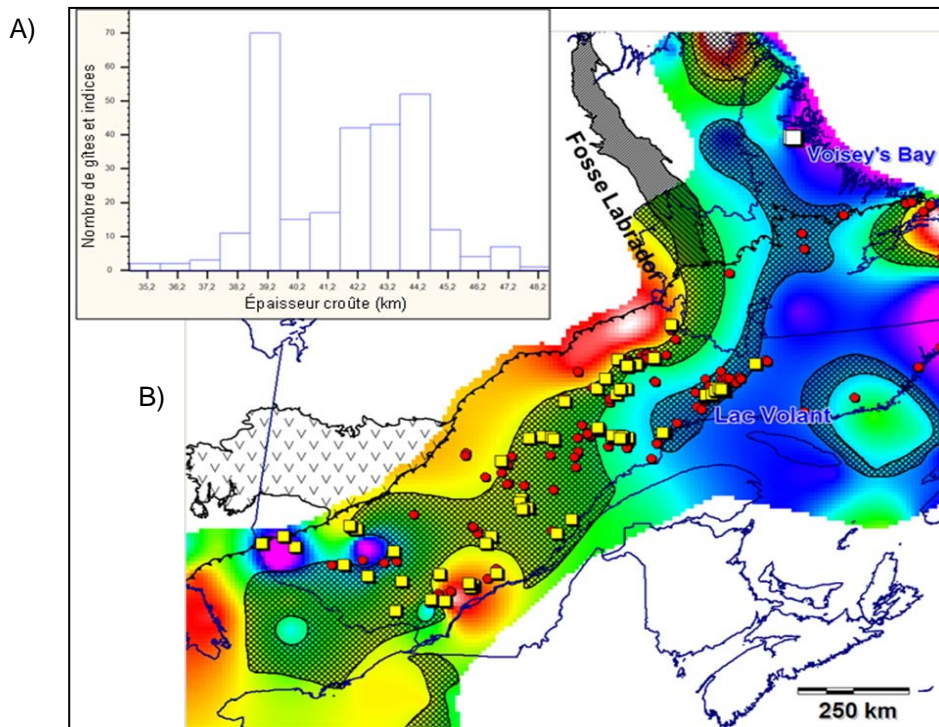 A)
Nombre de gîtes et indices
70
60
50
40
30
20
10
0
35,2 36,2 37,2 38,2 39,2 40,2 41,2 42,2 43,2 44,2 45,2 46,2 47,2 48,2
Épaisseur croûte (km)
Fosse Labrador
Voisey's Bay
B)
Lac Volant
250 km